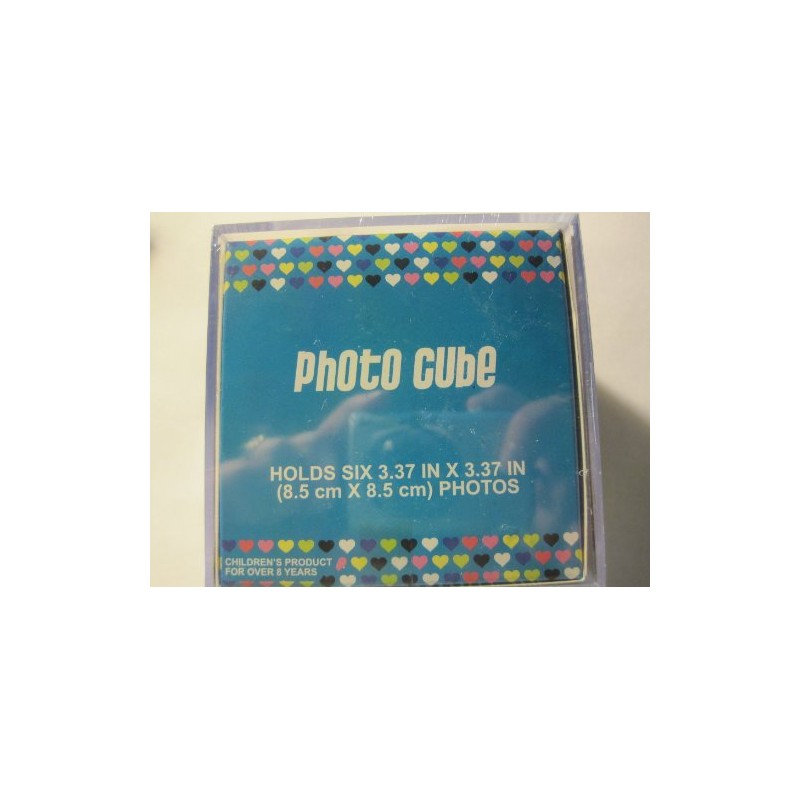 Photo Cube
HOLDS SIX 3.37 IN X 3.37 IN
(8.5 cm X 8.5 cm) PHOTOS
CHILDREN'S PRODUCT
FOR OVER 8 YEARS